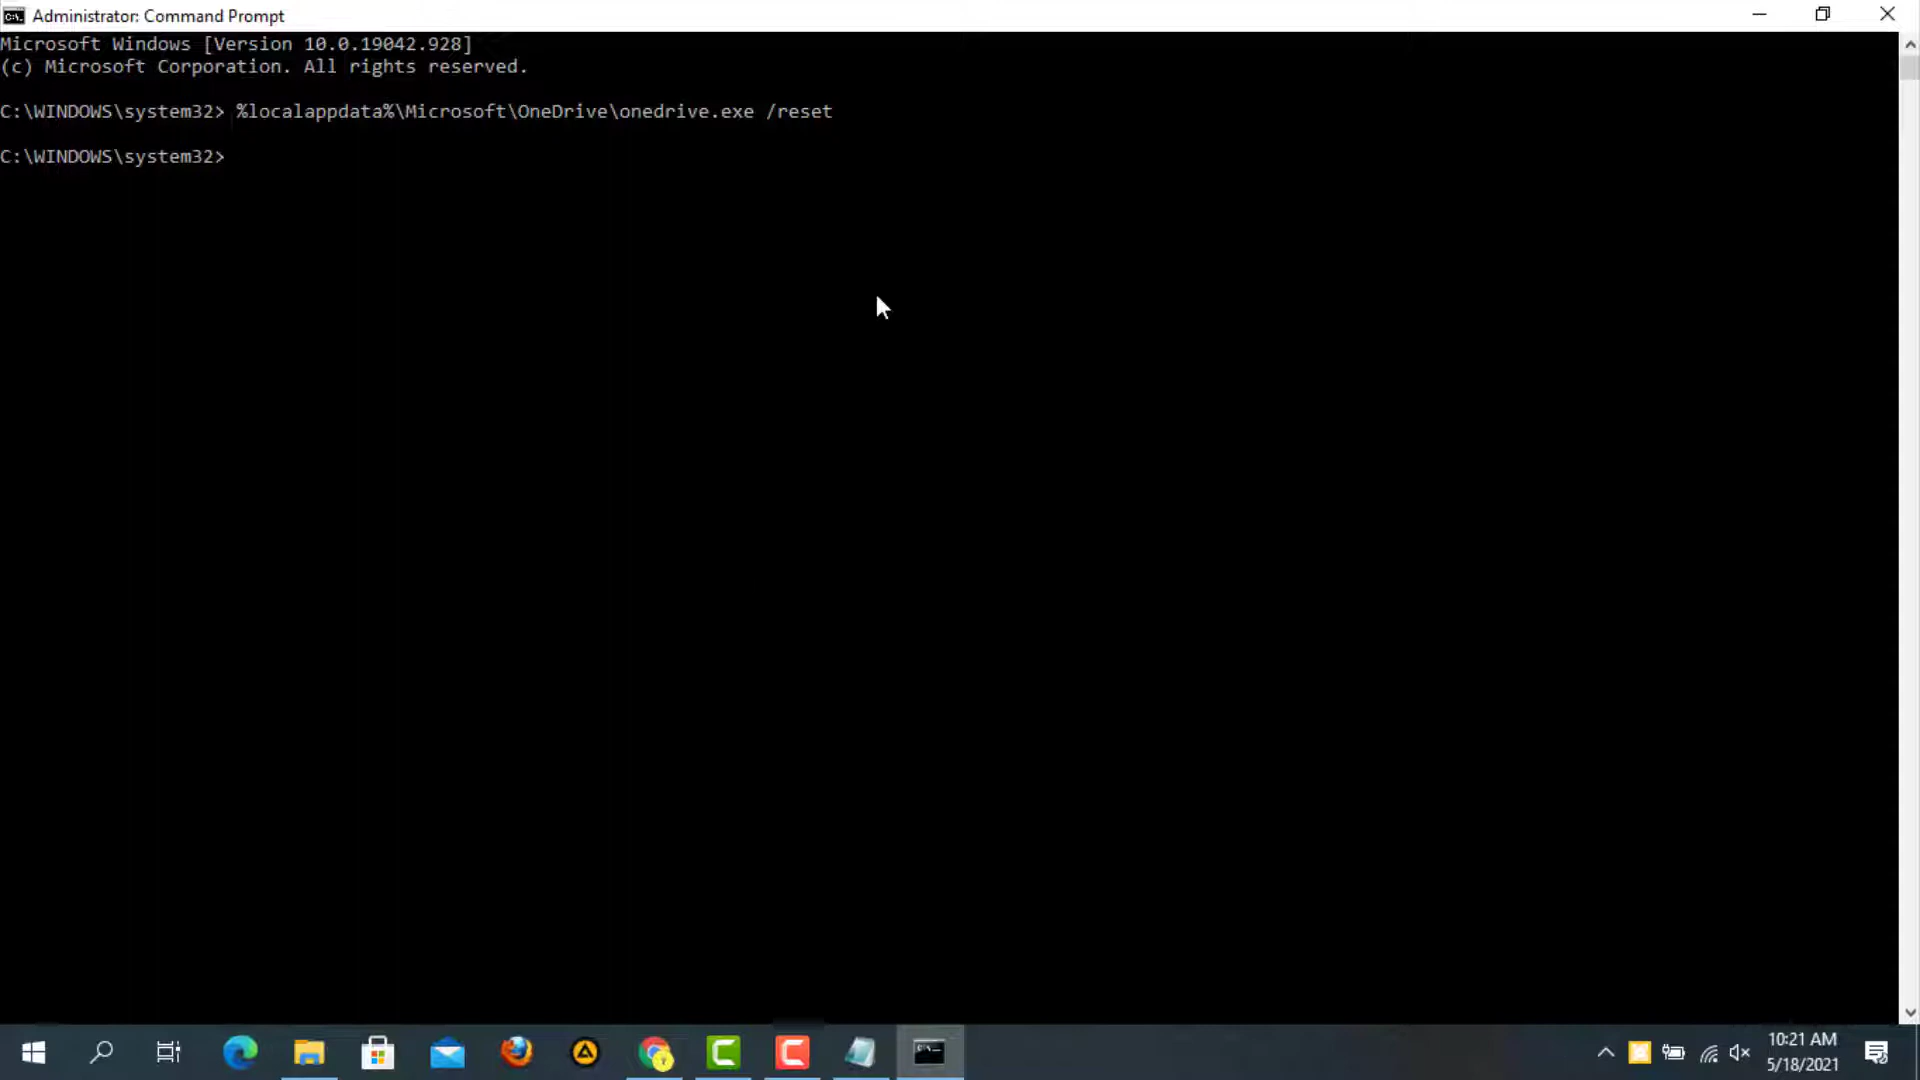 Administrator: Command Prompt
Microsoft Windows [Version 10.0.19042.928]
(c) Microsoft Corporation. All rights reserved.
C:\WINDOWS\system32> %localappdata%\Microsoft\OneDrive\onedrive.exe /reset
C:\WINDOWS\system32>
10:21 AM
5/18/2021